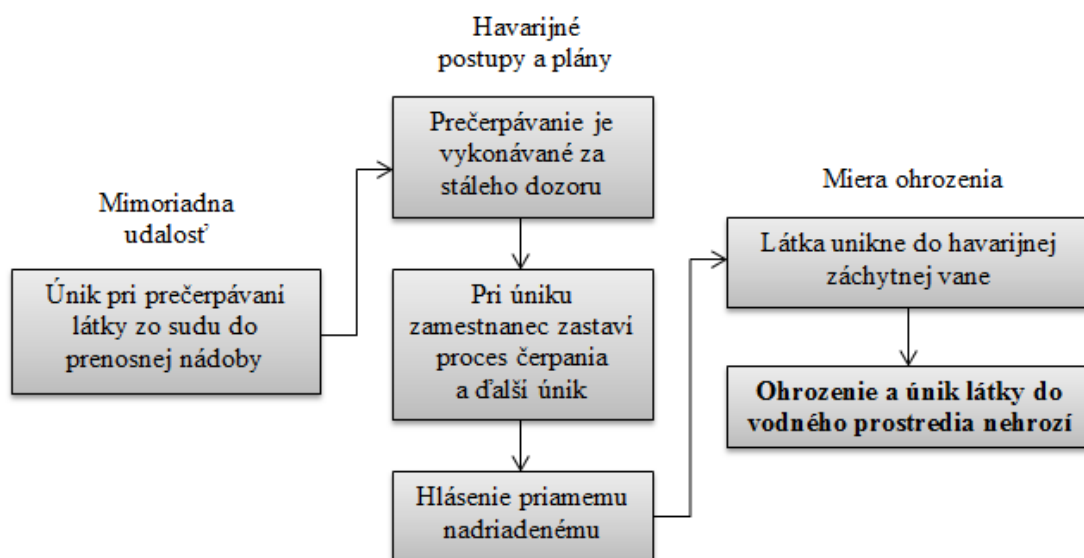 Mimoriadna
udalosť
Únik pri prečerpávaní
látky zo sudu do
prenosnej nádoby
Havarijné
postupy a plány
Prečerpávanie je
vykonávané za
stáleho dozoru
Pri úniku
zamestnanec zastaví
proces čerpania
a ďalší únik
Hlásenie priamemu
nadriadenému
Miera ohrozenia
Látka unikne do havarijnej
záchytnej vane
Ohrozenie a únik látky do
vodného prostredia nehrozí